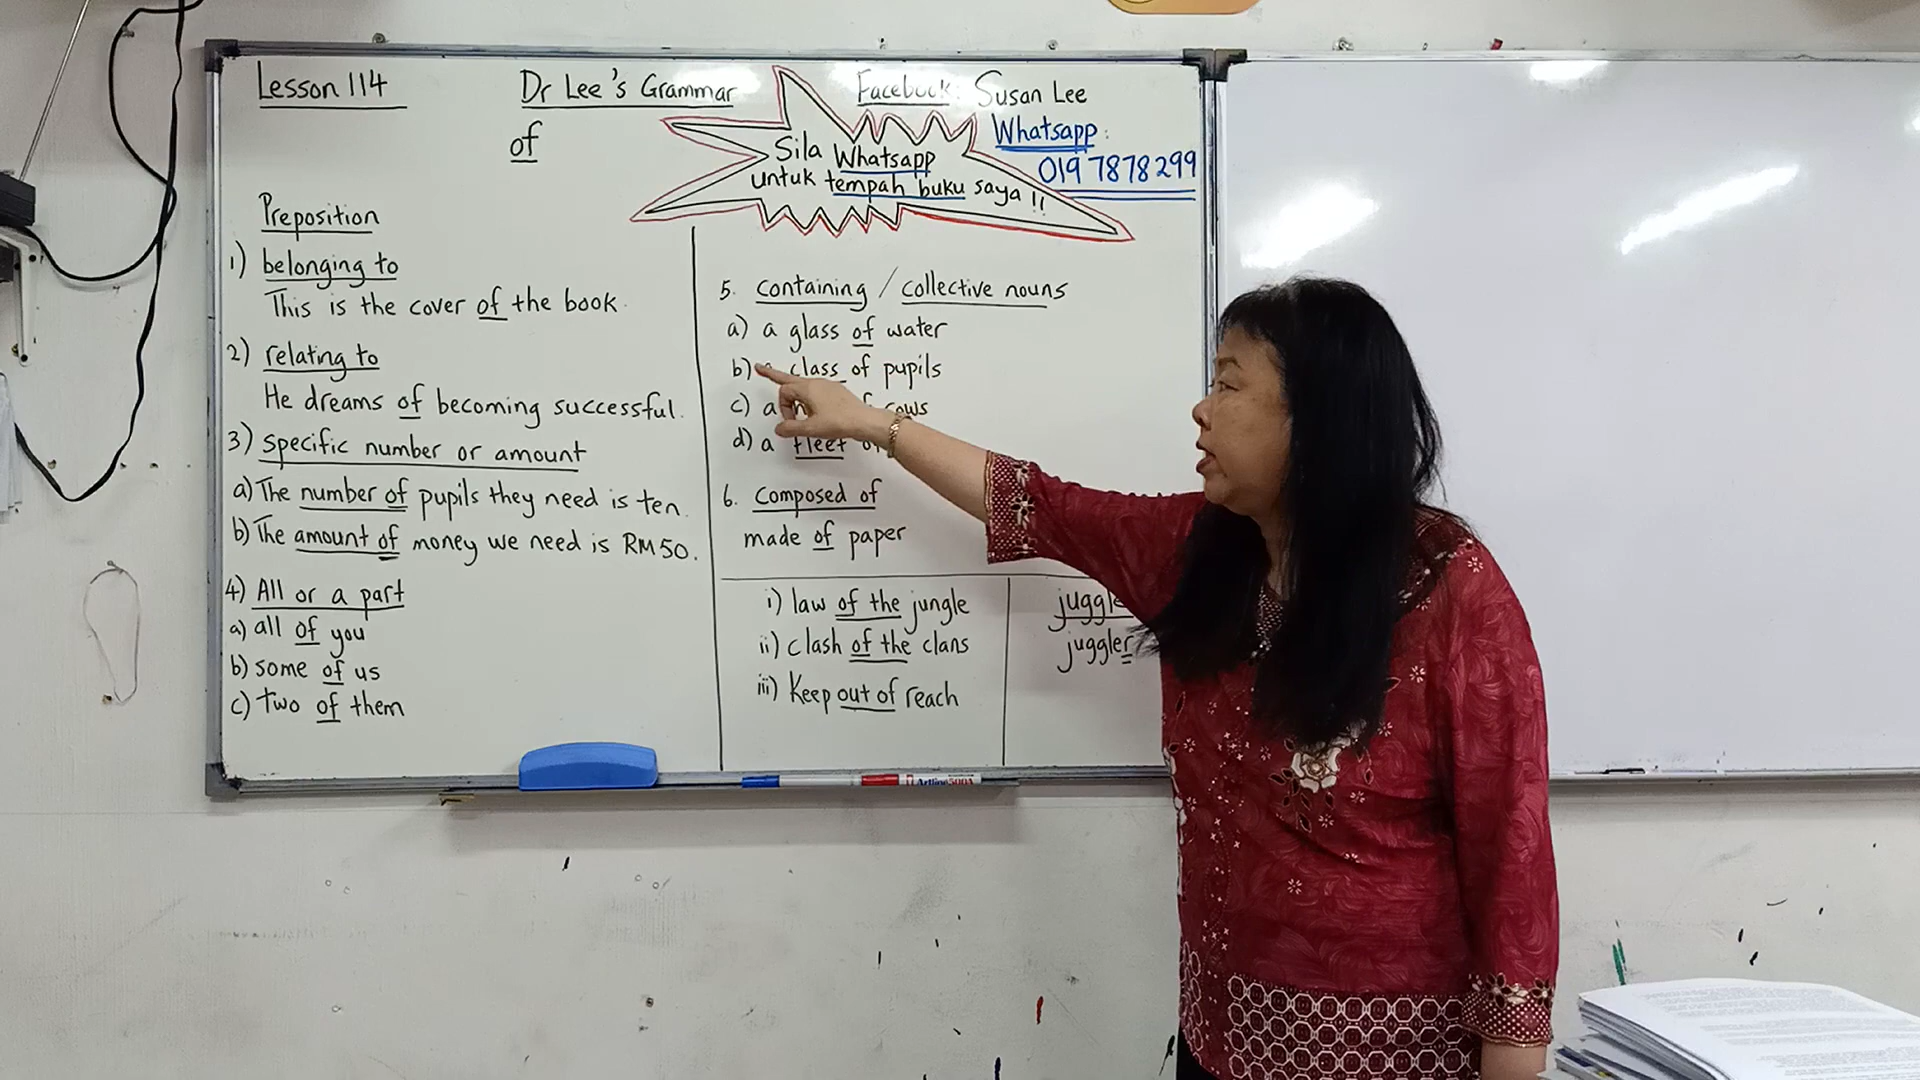 Lesson 114
Dr Lee's Grammar
Facebook: Susan Lee
of
Whatsapp:
019 7878299
Sila Whatsapp
untuk tempah buku saya !!
Preposition
1) belonging to
This is the cover of the book.
2) relating to
He dreams of becoming successful.
3) specific number or amount
a) The number of pupils they need is ten.
b) The amount of money we need is RM50.
4) All or a part
a) all of you
b) some of us
c) two of them
5. containing / collective nouns
a) a glass of water
b) class of pupils
c) a cows
d) a fleet
6. composed of
made of paper
i) law of the jungle
ii) clash of the clans
iii) Keep out of reach
juggle
juggler
Artline 500A